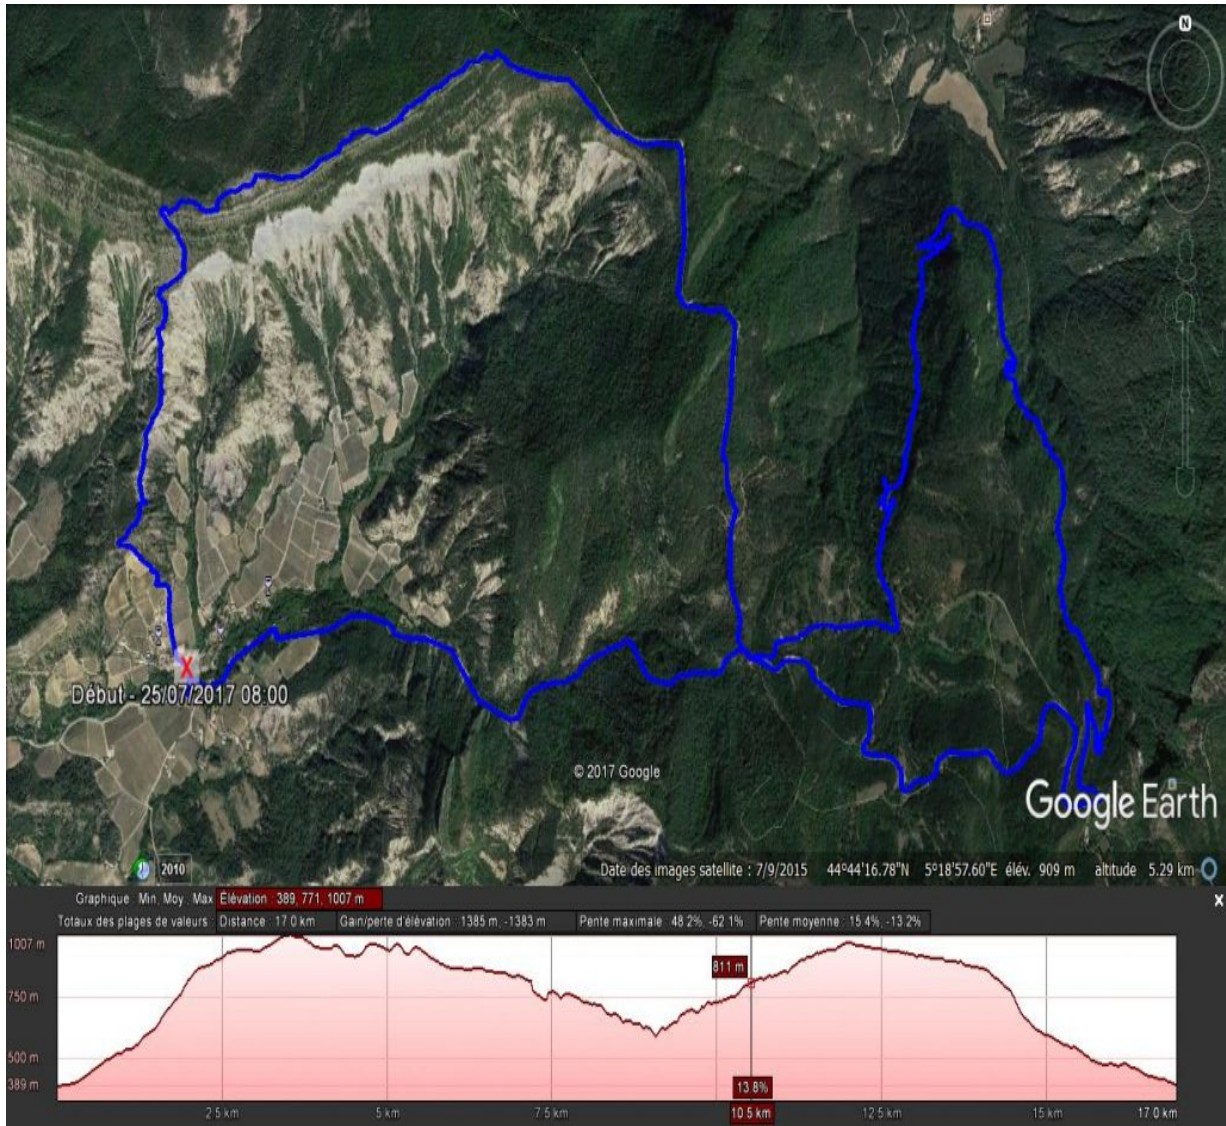 N
Début - 25/07/2017 08:00
© 2017 Google
Google Earth
2010
Date des images satellite : 7/9/2015 44°44'16.78"N 5°18'57.60"E élév. 909 m altitude 5.29 km
Graphique : Min, Moy, Max Élévation : 389, 771, 1007 m
x
Totaux des plages de valeurs : Distance : 17.0 km Gain/perte d'élévation : 1385 m, -1383 m Pente maximale : 48.2%, -62.1% Pente moyenne : 15.4%, -13.2%
1007 m
811 m
750 m
500 m
389 m
13.8%
2.5 km 5 km 7.5 km 10.5 km 12.5 km 15 km 17.0 km